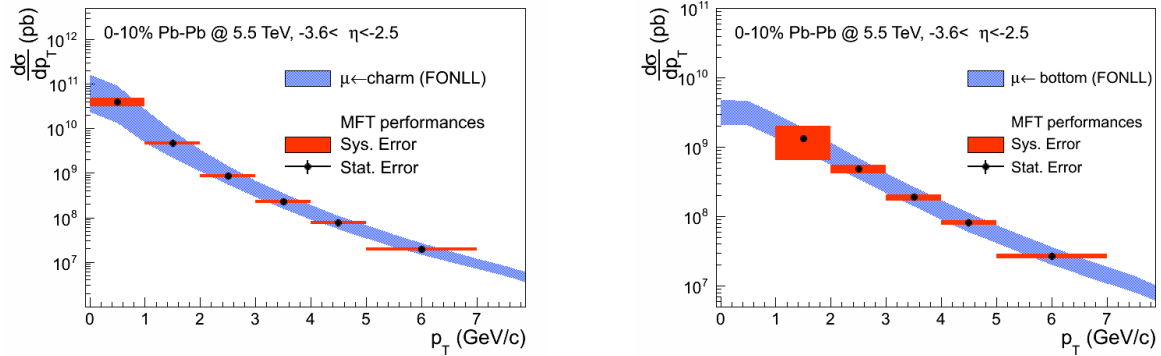 dσ/dp_T (pb)
0-10% Pb-Pb @ 5.5 TeV, -3.6< η<-2.5
μ←charm (FONLL)
MFT performances
Sys. Error
Stat. Error
10^12
10^11
10^10
10^9
10^8
10^7
0 1 2 3 4 5 6 7
p_T (GeV/c)
dσ/dp_T (pb)
0-10% Pb-Pb @ 5.5 TeV, -3.6< η<-2.5
μ← bottom (FONLL)
MFT performances
Sys. Error
Stat. Error
10^11
10^10
10^9
10^8
10^7
0 1 2 3 4 5 6 7
p_T (GeV/c)